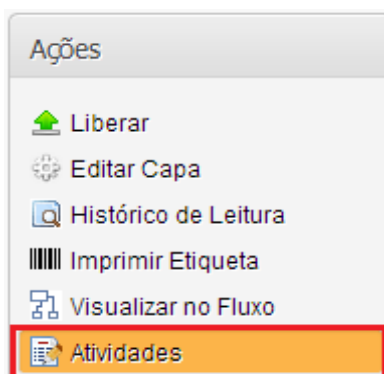 Ações
Liberar
Editar Capa
Histórico de Leitura
Imprimir Etiqueta
Visualizar no Fluxo
Atividades